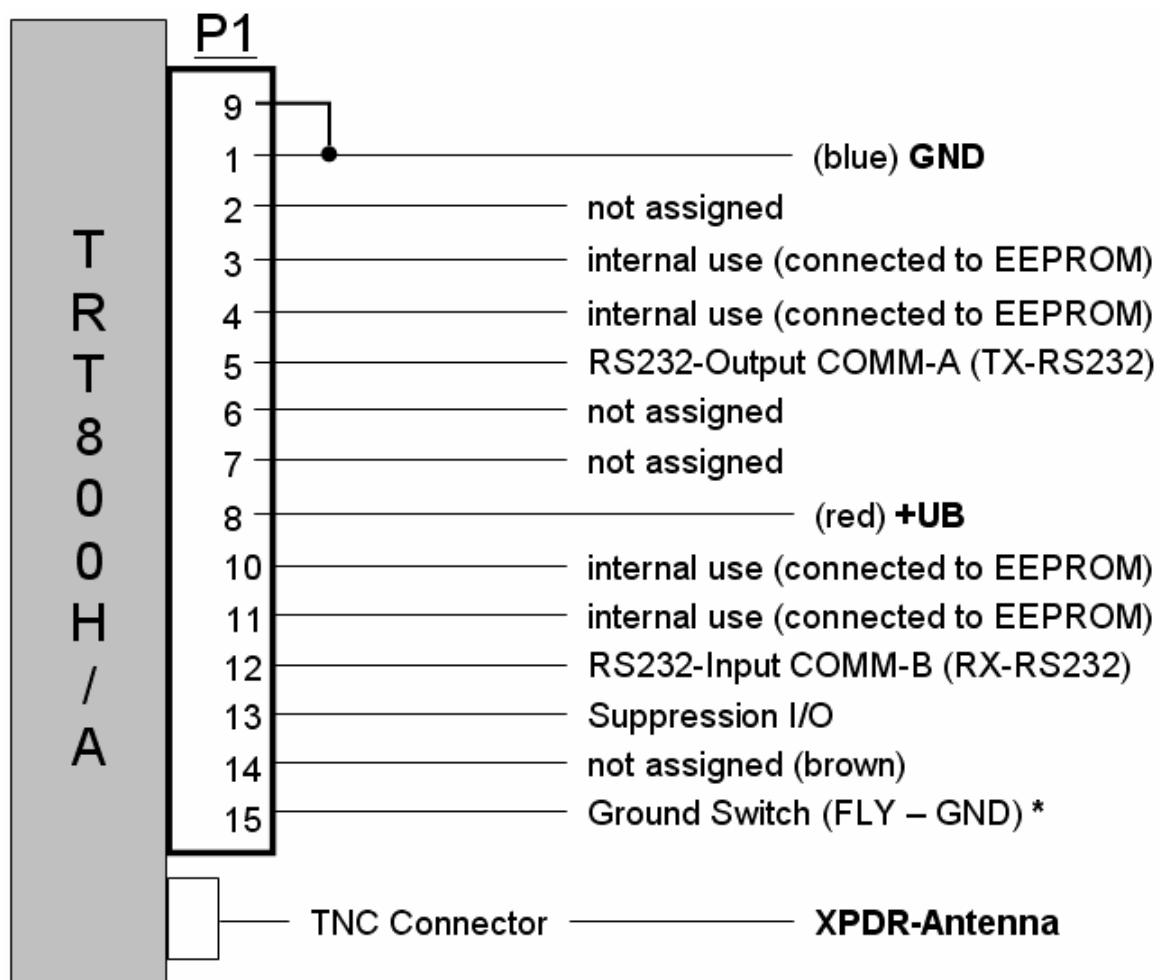 P1
TRT800H/A
9
1 (blue) GND
2 not assigned
3 internal use (connected to EEPROM)
4 internal use (connected to EEPROM)
5 RS232-Output COMM-A (TX-RS232)
6 not assigned
7 not assigned
8 (red) +UB
10 internal use (connected to EEPROM)
11 internal use (connected to EEPROM)
12 RS232-Input COMM-B (RX-RS232)
13 Suppression I/O
14 not assigned (brown)
15 Ground Switch (FLY – GND) *
TNC Connector XPDR-Antenna